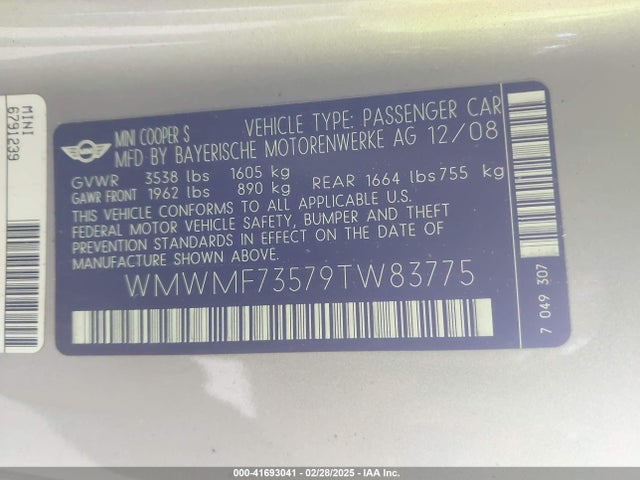 MINI
6791239
MINI COOPER S VEHICLE TYPE: PASSENGER CAR
MFD BY BAYERISCHE MOTORENWERKE AG 12/08
GVWR 3538 lbs 1605 kg
GAWR FRONT 1962 lbs 890 kg REAR 1664 lbs 755 kg
THIS VEHICLE CONFORMS TO ALL APPLICABLE U.S.
FEDERAL MOTOR VEHICLE SAFETY, BUMPER AND THEFT
PREVENTION STANDARDS IN EFFECT ON THE DATE OF
MANUFACTURE SHOWN ABOVE.
WMWMF73579TW83775
7 049 307
000-41693041 / 02/28/2025 - IAA Inc.